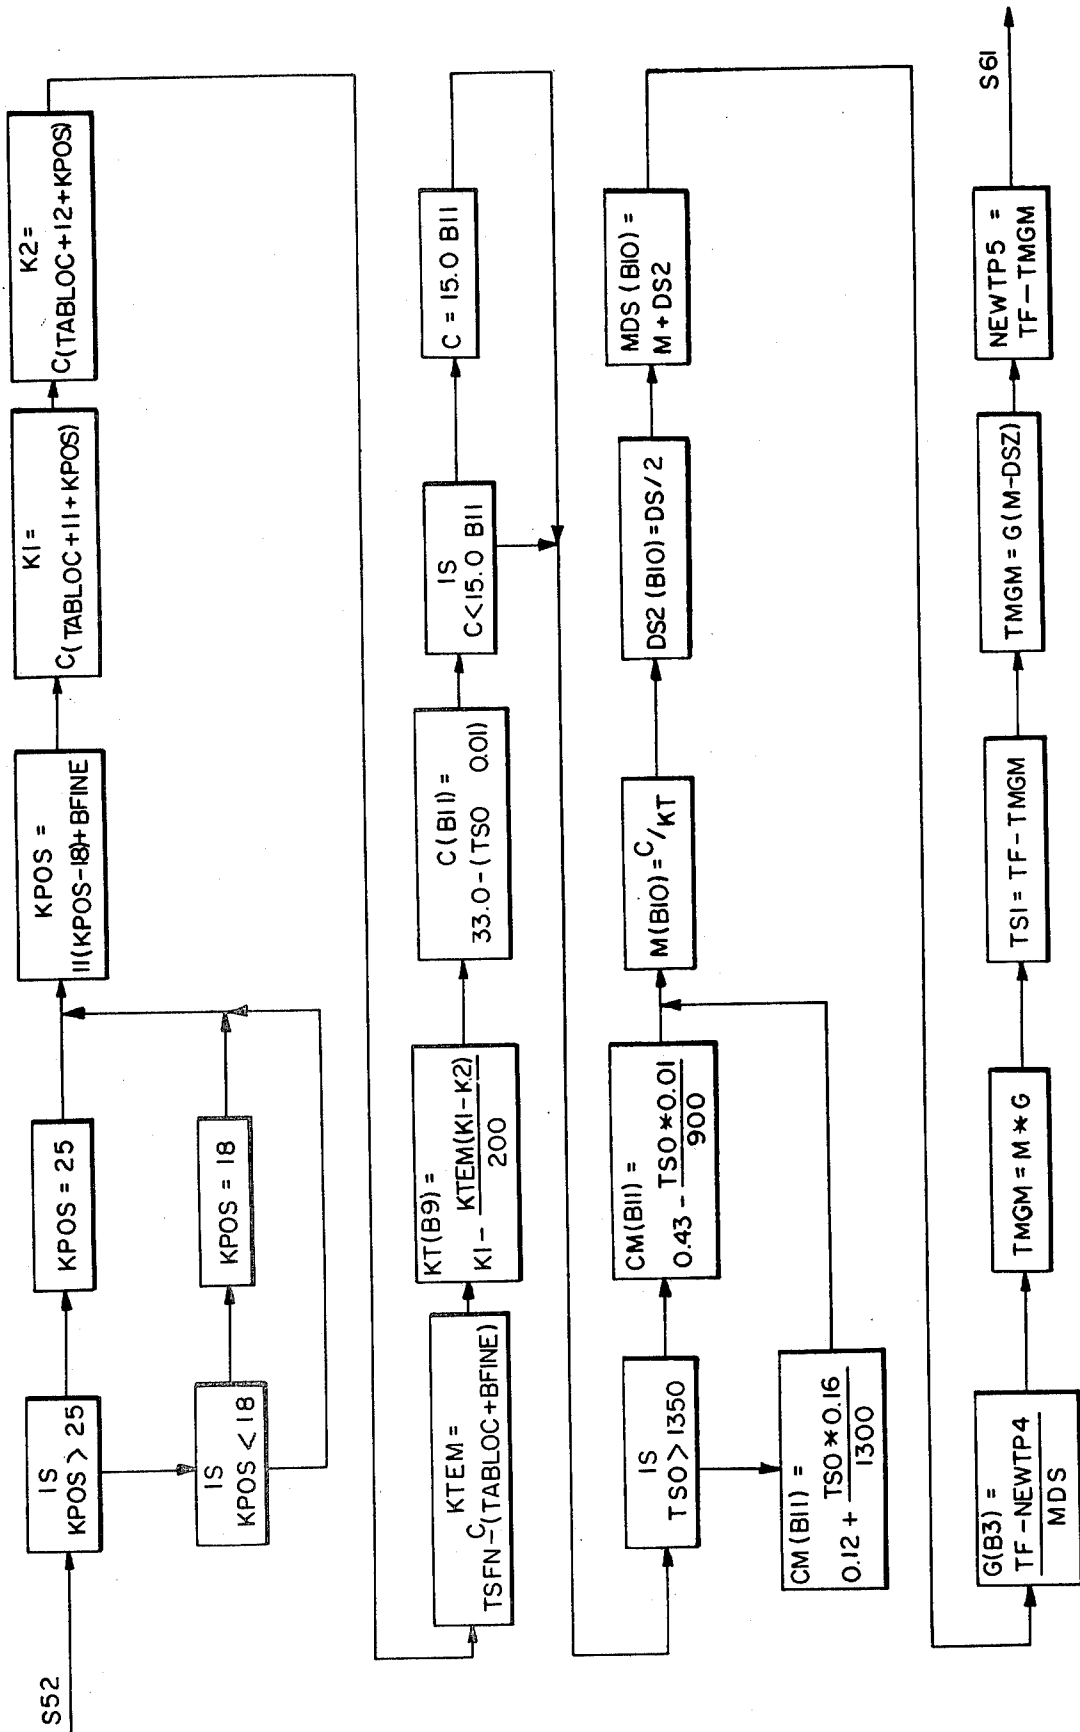 S52
IS
KPOS > 25
KPOS = 25
IS
KPOS < 18
KPOS = 18
KPOS =
11(KPOS-18)+BFINE
K1=
C(TABLOC+11+KPOS)
K2=
C(TABLOC+12+KPOS)
KTEM=
TSFN-C(TABLOC+BFINE)
KT(B9) =
K1- KTEM(K1-K2)
200
C(B11)=
33.0-(TSO 0.01)
IS
C<15.0 B11
C = 15.0 B11
IS
TSO > 1350
CM(B11) =
0.43 - TSO*0.01
900
CM(B11) =
0.12 + TSO*0.16
1300
M(B10)=C/KT
DS2(B10)=DS/2
MDS(B10)=
M+DS2
G(B3) =
TF-NEWTP4
MDS
TMGM=M*G
TS1=TF-TMGM
TMGM=G(M-DSZ)
NEWTP5 =
TF-TMGM
S61